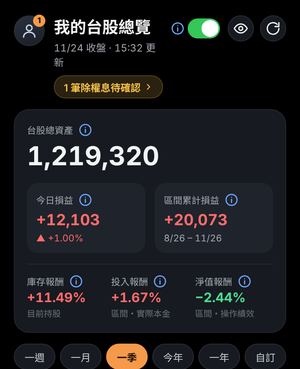 1
我的台股總覽
11/24 收盤 · 15:32 更
新
1 筆除權息待確認 ›
台股總資產
1,219,320
今日損益
+12,103
▲ +1.00%
區間累計損益
+20,073
8/26 – 11/26
庫存報酬
+11.49%
目前持股
投入報酬
+1.67%
區間・實際本金
淨值報酬
−2.44%
區間・操作績效
一週
一月
一季
今年
一年
自訂